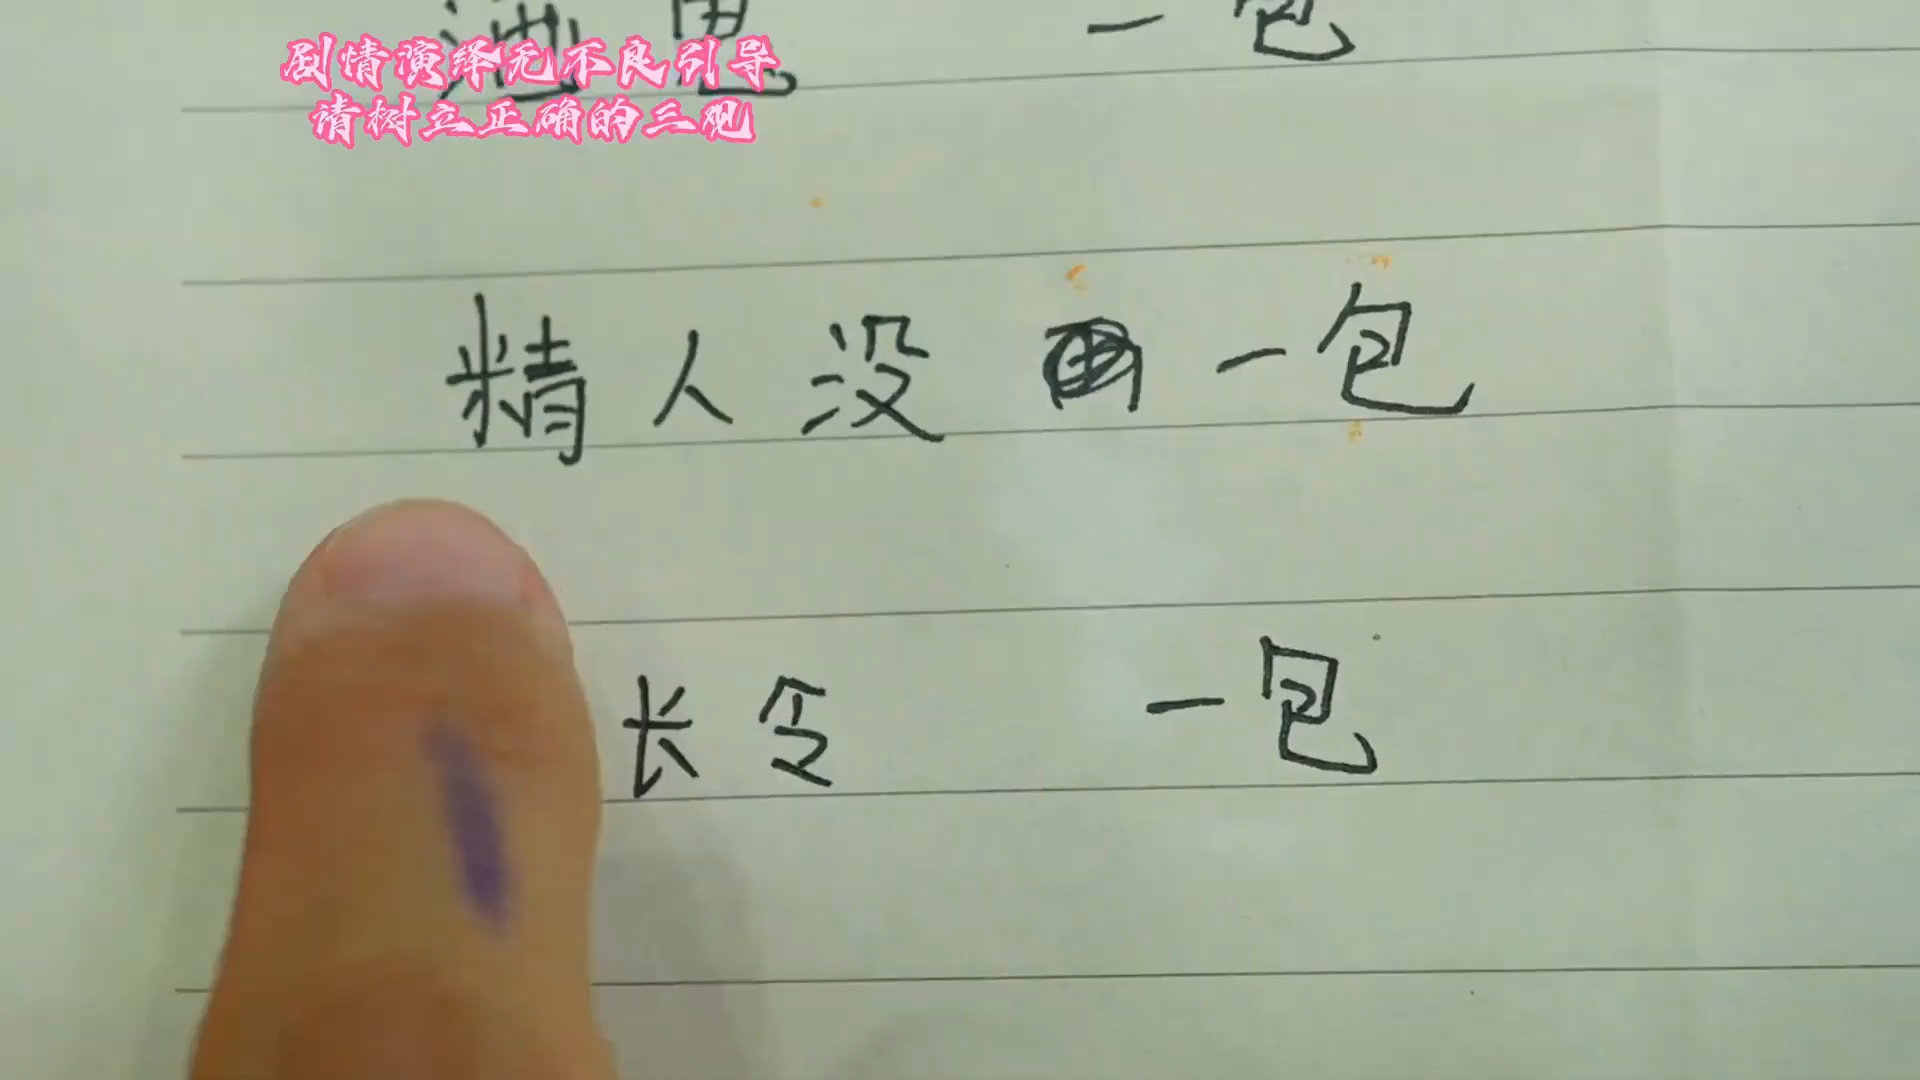 一包
剧情演绎无不良引导
请树立正确的三观
精人没 一包
长令 一包